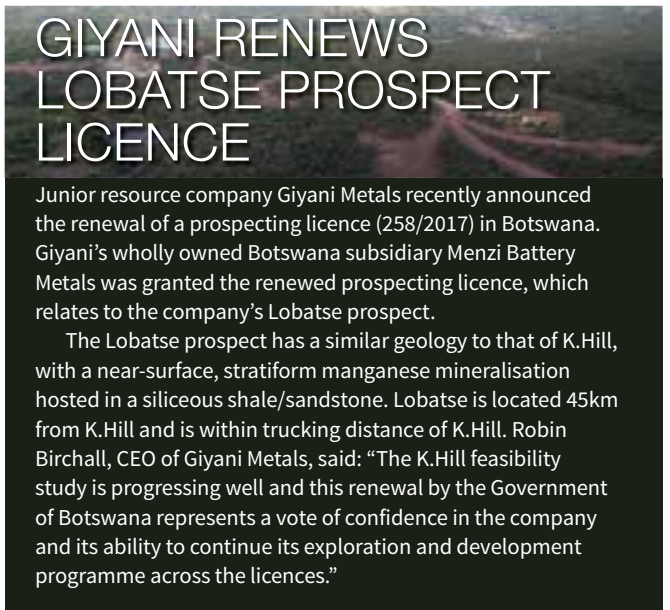 GIYANI RENEWS
LOBATSE PROSPECT
LICENCE
Junior resource company Giyani Metals recently announced
the renewal of a prospecting licence (258/2017) in Botswana.
Giyani’s wholly owned Botswana subsidiary Menzi Battery
Metals was granted the renewed prospecting licence, which
relates to the company’s Lobatse prospect.
The Lobatse prospect has a similar geology to that of K.Hill,
with a near-surface, stratiform manganese mineralisation
hosted in a siliceous shale/sandstone. Lobatse is located 45km
from K.Hill and is within trucking distance of K.Hill. Robin
Birchall, CEO of Giyani Metals, said: “The K.Hill feasibility
study is progressing well and this renewal by the Government
of Botswana represents a vote of confidence in the company
and its ability to continue its exploration and development
programme across the licences.”